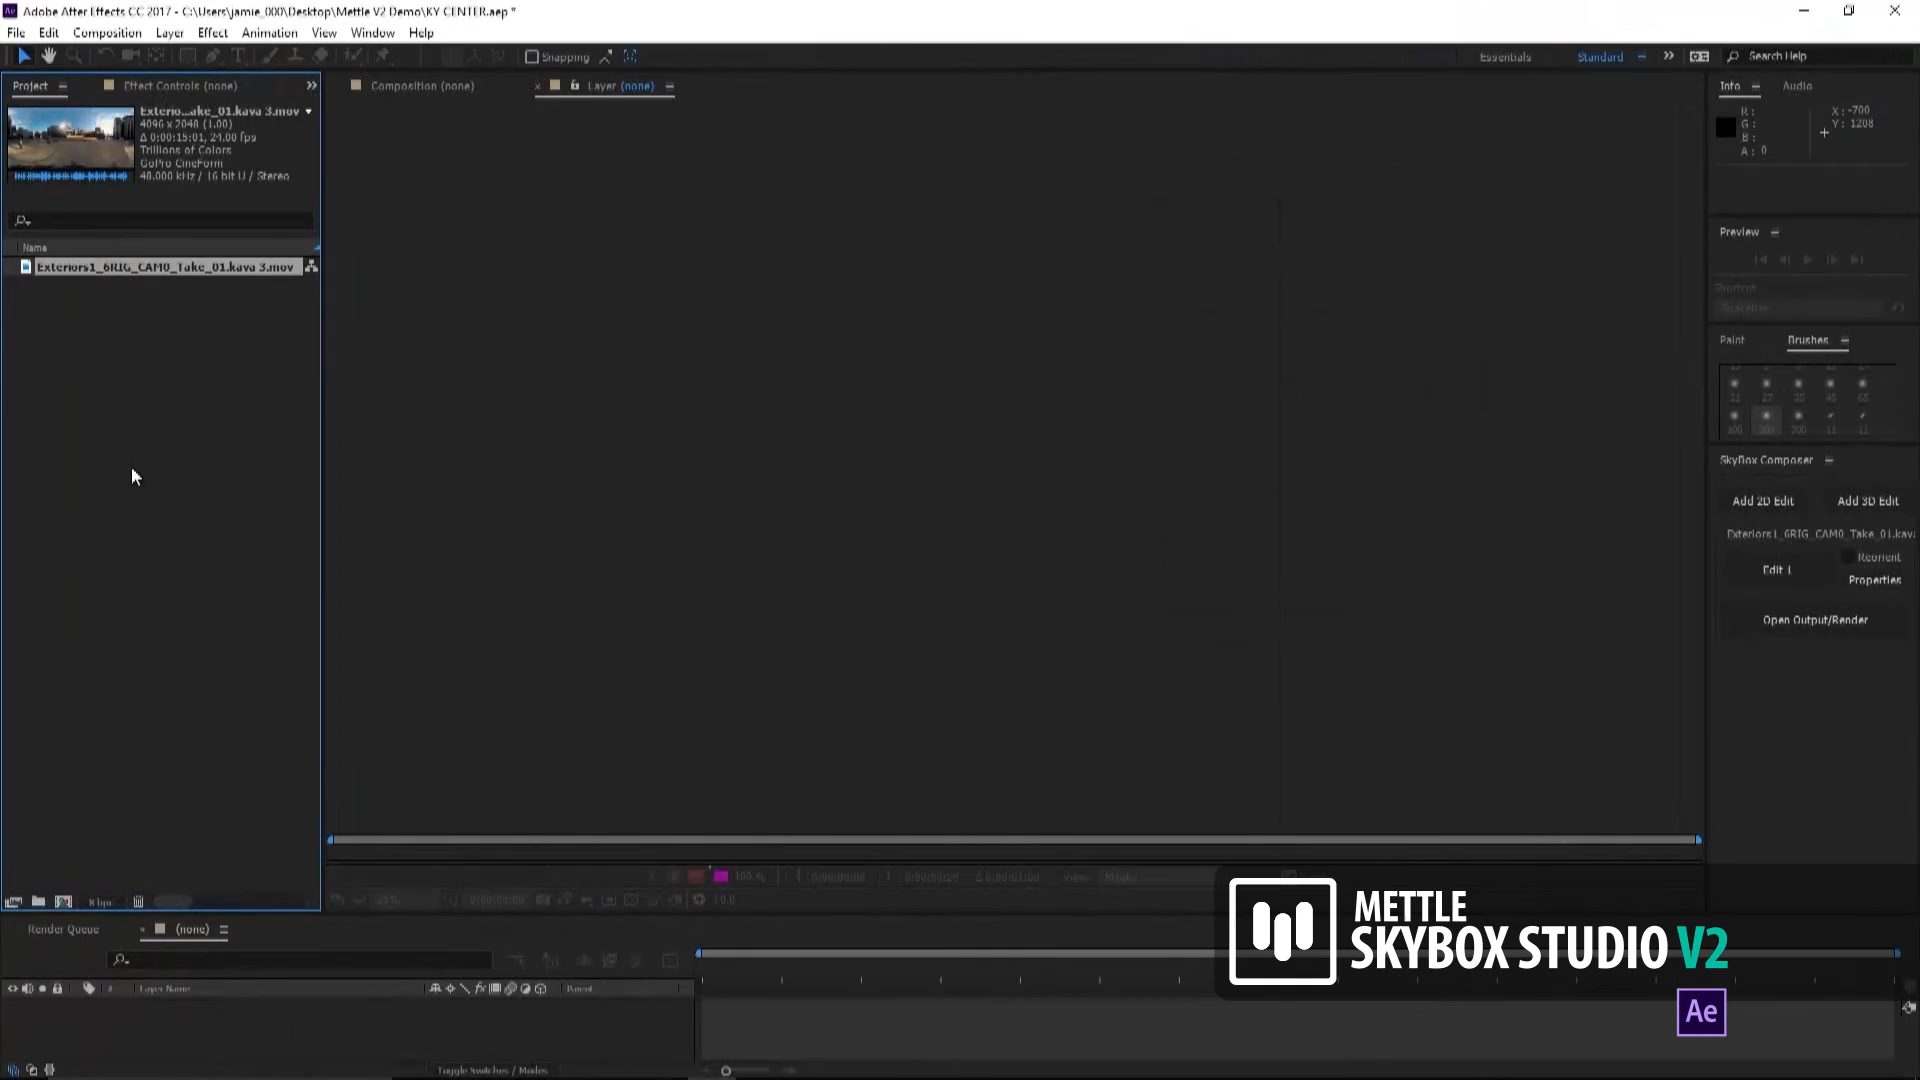 Adobe After Effects CC 2017 - C:\Users\jamie_000\Desktop\Mettle V2 Demo\KY CENTER.aep *
File Edit Composition Layer Effect Animation View Window Help
Snapping
Essentials Standard Search Help
Project Effect Controls (none)
Composition (none)
Layer (none)
Info Audio
Exterio...ake_01.kava 3.mov
4096 x 2048 (1.00)
Δ 0:00:15:01, 24.00 fps
Trillions of Colors
GoPro CineForm
48.000 kHz / 16 bit U / Stereo
R:
G:
B:
A: 0
X: -700
Y: 1208
Name
Exteriors1_6RIG_CAM0_Take_01.kava 3.mov
Preview
Shortcut
Spacebar
Paint Brushes
SkyBox Composer
Add 2D Edit Add 3D Edit
Exteriors1_6RIG_CAM0_Take_01.kava
Reorient
Edit 1
Properties
Open Output/Render
8 bpc
Render Queue
(none)
# Layer Name
Parent
Toggle Switches / Modes
METTLE
SKYBOX STUDIO V2
Ae